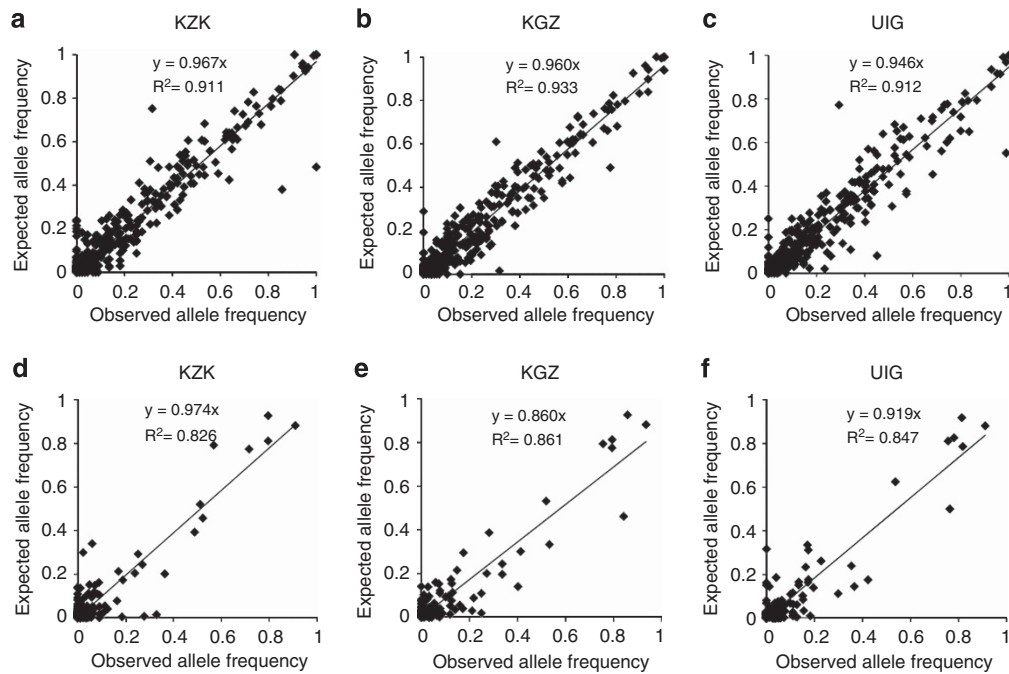 a
KZK
y = 0.967x
R²= 0.911
Expected allele frequency
1
0.8
0.6
0.4
0.2
0
0 0.2 0.4 0.6 0.8 1
Observed allele frequency
b
KGZ
y = 0.960x
R²= 0.933
Expected allele frequency
1
0.8
0.6
0.4
0.2
0
0 0.2 0.4 0.6 0.8 1
Observed allele frequency
c
UIG
y = 0.946x
R²= 0.912
Expected allele frequency
1
0.8
0.6
0.4
0.2
0
0 0.2 0.4 0.6 0.8 1
Observed allele frequency
d
KZK
y = 0.974x
R²= 0.826
Expected allele frequency
1
0.8
0.6
0.4
0.2
0
0 0.2 0.4 0.6 0.8 1
Observed allele frequency
e
KGZ
y = 0.860x
R²= 0.861
Expected allele frequency
1
0.8
0.6
0.4
0.2
0
0 0.2 0.4 0.6 0.8 1
Observed allele frequency
f
UIG
y = 0.919x
R²= 0.847
Expected allele frequency
1
0.8
0.6
0.4
0.2
0
0 0.2 0.4 0.6 0.8 1
Observed allele frequency